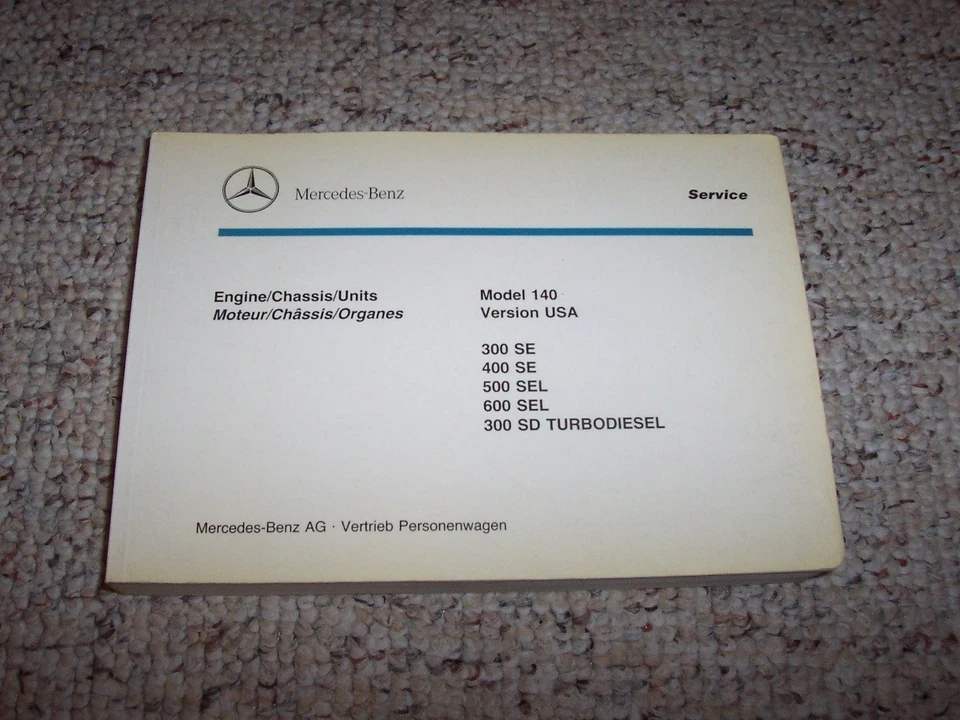 Mercedes-Benz
Service
Engine/Chassis/Units
Moteur/Châssis/Organes
Model 140
Version USA
300 SE
400 SE
500 SEL
600 SEL
300 SD TURBODIESEL
Mercedes-Benz AG · Vertrieb Personenwagen